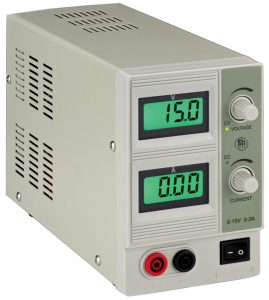 V
15.0
CV
VOLTAGE
A
0.00
CC
CURRENT
0-15V 0-3A